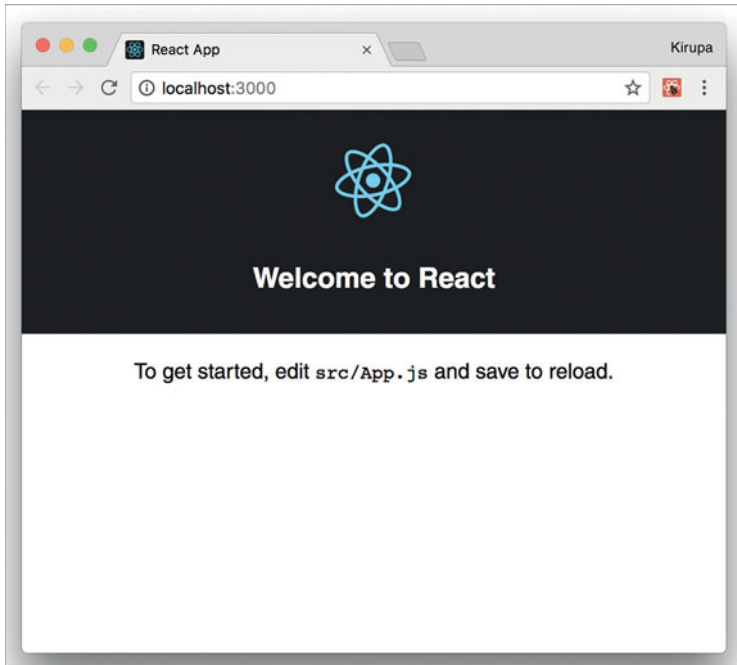 React App
Kirupa
localhost:3000
Welcome to React
To get started, edit src/App.js and save to reload.